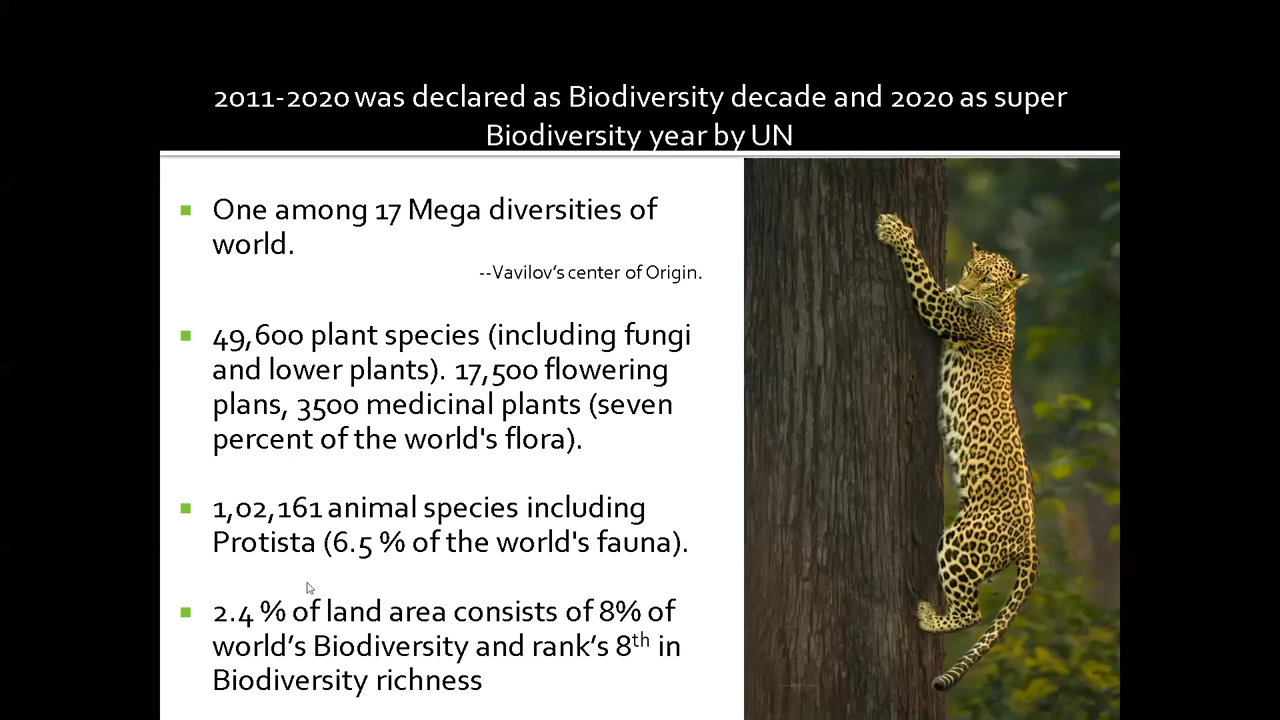 2011-2020 was declared as Biodiversity decade and 2020 as super
Biodiversity year by UN
One among 17 Mega diversities of
world.
--Vavilov's center of Origin.
49,600 plant species (including fungi
and lower plants). 17,500 flowering
plans, 3500 medicinal plants (seven
percent of the world's flora).
1,02,161 animal species including
Protista (6.5 % of the world's fauna).
2.4 % of land area consists of 8% of
world's Biodiversity and rank's 8th in
Biodiversity richness